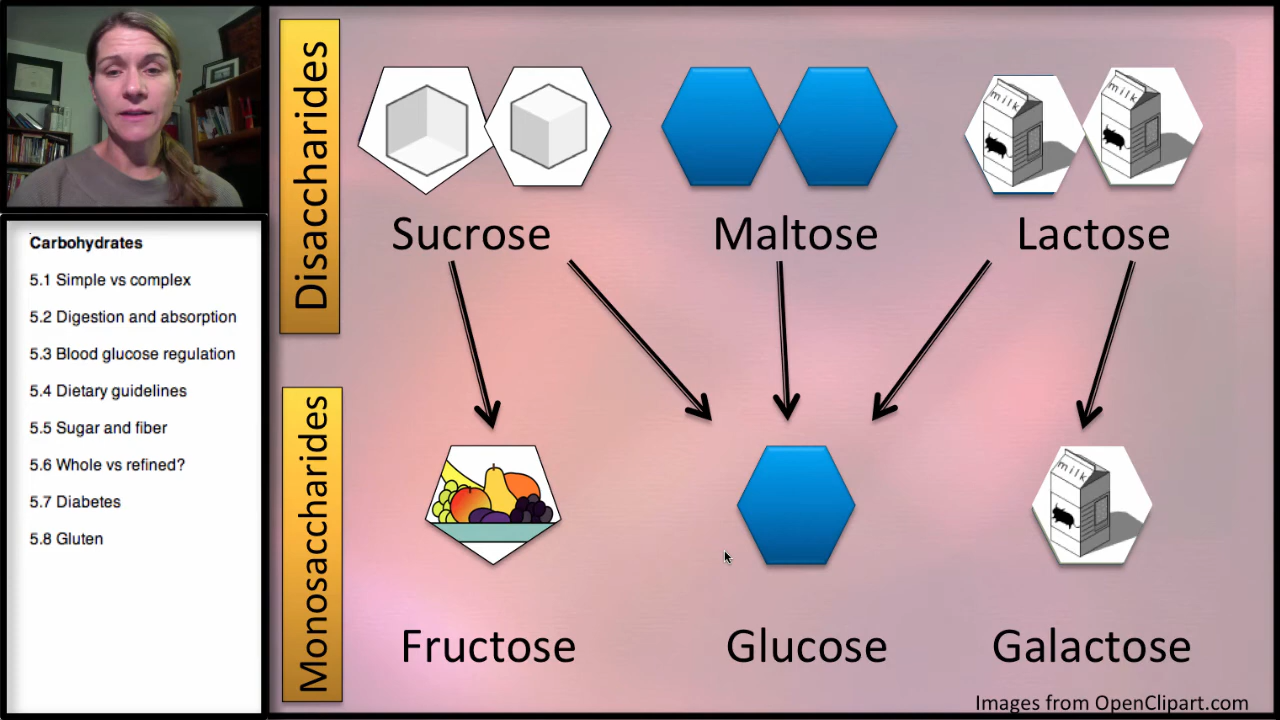 Carbohydrates
5.1 Simple vs complex
5.2 Digestion and absorption
5.3 Blood glucose regulation
5.4 Dietary guidelines
5.5 Sugar and fiber
5.6 Whole vs refined?
5.7 Diabetes
5.8 Gluten
Disaccharides
milk
milk
Sucrose
Maltose
Lactose
Monosaccharides
milk
Fructose
Glucose
Galactose
Images from OpenClipart.com